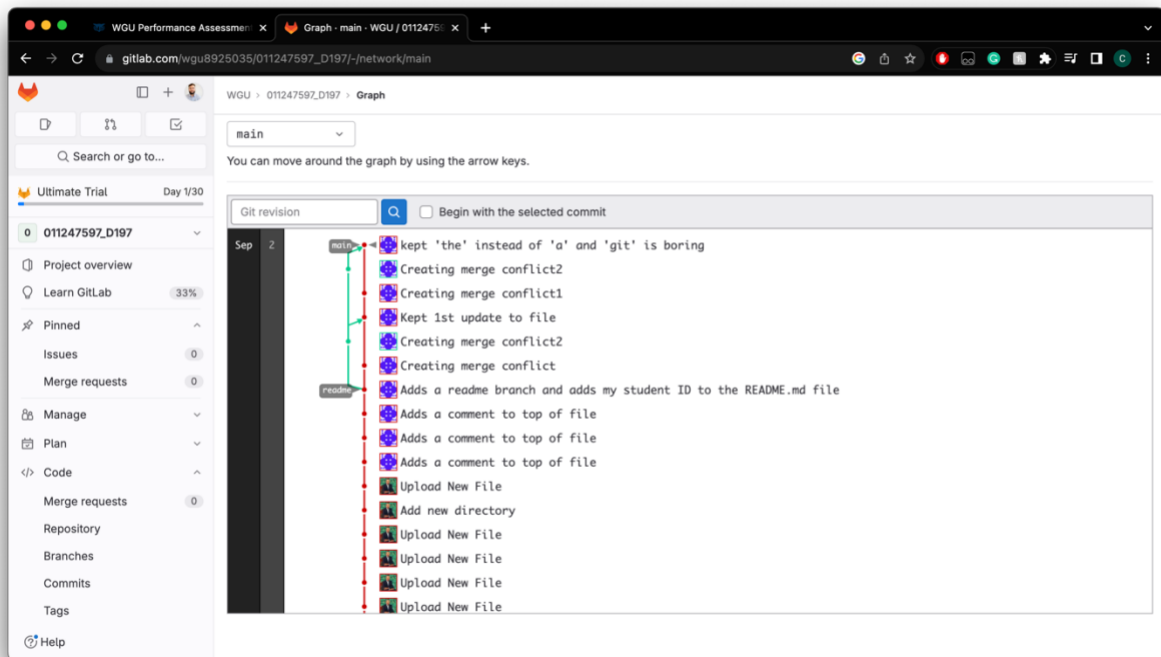 WGU Performance Assessmen
Graph · main · WGU / 0112475
gitlab.com/wgu8925035/011247597_D197/-/network/main
C
WGU > 011247597_D197 > Graph
main
Search or go to...
You can move around the graph by using the arrow keys.
Ultimate Trial Day 1/30
Git revision
Begin with the selected commit
0 011247597_D197
Sep 2
main
kept 'the' instead of 'a' and 'git' is boring
Project overview
Creating merge conflict2
Learn GitLab 33%
Creating merge conflict1
Pinned
Kept 1st update to file
Issues 0
Creating merge conflict2
Merge requests 0
Creating merge conflict
readme
Adds a readme branch and adds my student ID to the README.md file
Manage
Adds a comment to top of file
Plan
Adds a comment to top of file
Code
Adds a comment to top of file
Upload New File
Merge requests 0
Add new directory
Repository
Upload New File
Branches
Upload New File
Commits
Upload New File
Tags
Upload New File
Help